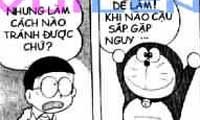 NHƯNG LÀM
CÁCH NÀO
TRÁNH ĐƯỢC
CHỨ?
DỄ LẮM!
KHI NÀO CẬU
SẮP GẶP
NGUY ...